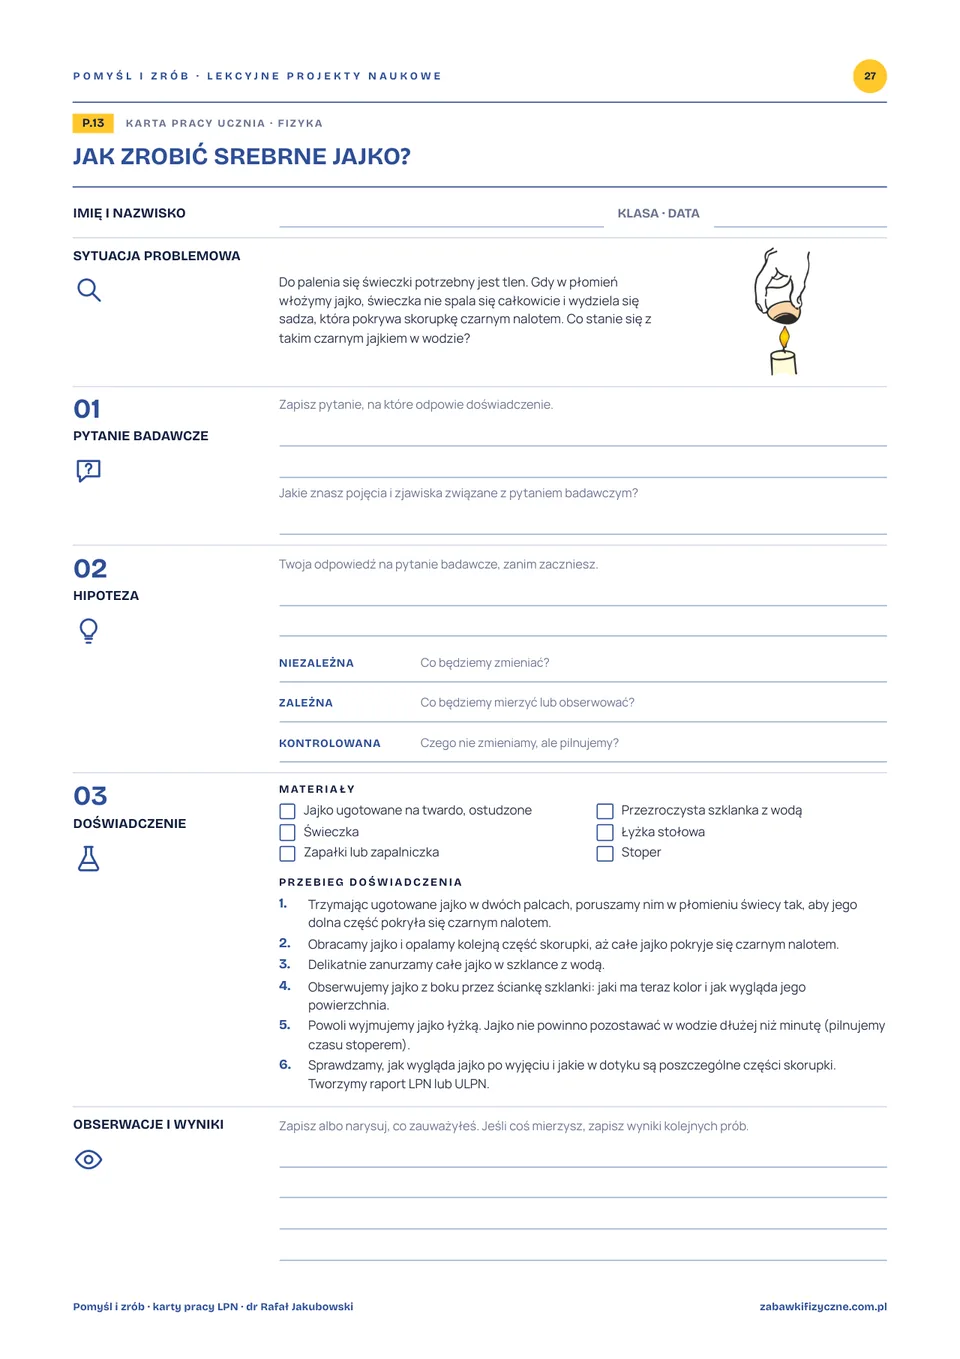 POMYŚL I ZRÓB · LEKCYJNE PROJEKTY NAUKOWE
27
P.13 KARTA PRACY UCZNIA · FIZYKA
JAK ZROBIĆ SREBRNE JAJKO?
IMIĘ I NAZWISKO
KLASA · DATA
SYTUACJA PROBLEMOWA
Do palenia się świeczki potrzebny jest tlen. Gdy w płomień
włożymy jajko, świeczka nie spala się całkowicie i wydziela się
sadza, która pokrywa skorupkę czarnym nalotem. Co stanie się z
takim czarnym jajkiem w wodzie?
01
PYTANIE BADAWCZE
Zapisz pytanie, na które odpowie doświadczenie.
Jakie znasz pojęcia i zjawiska związane z pytaniem badawczym?
02
HIPOTEZA
Twoja odpowiedź na pytanie badawcze, zanim zaczniesz.
NIEZALEŻNA Co będziemy zmieniać?
ZALEŻNA Co będziemy mierzyć lub obserwować?
KONTROLOWANA Czego nie zmieniamy, ale pilnujemy?
03
DOŚWIADCZENIE
MATERIAŁY
Jajko ugotowane na twardo, ostudzone
Przezroczysta szklanka z wodą
Świeczka
Łyżka stołowa
Zapałki lub zapalniczka
Stoper
PRZEBIEG DOŚWIADCZENIA
1. Trzymając ugotowane jajko w dwóch palcach, poruszamy nim w płomieniu świecy tak, aby jego
dolna część pokryła się czarnym nalotem.
2. Obracamy jajko i opalamy kolejną część skorupki, aż całe jajko pokryje się czarnym nalotem.
3. Delikatnie zanurzamy całe jajko w szklance z wodą.
4. Obserwujemy jajko z boku przez ściankę szklanki: jaki ma teraz kolor i jak wygląda jego
powierzchnia.
5. Powoli wyjmujemy jajko łyżką. Jajko nie powinno pozostawać w wodzie dłużej niż minutę (pilnujemy
czasu stoperem).
6. Sprawdzamy, jak wygląda jajko po wyjęciu i jakie w dotyku są poszczególne części skorupki.
Tworzymy raport LPN lub ULPN.
OBSERWACJE I WYNIKI
Zapisz albo narysuj, co zauważyłeś. Jeśli coś mierzysz, zapisz wyniki kolejnych prób.
Pomyśl i zrób · karty pracy LPN · dr Rafał Jakubowski
zabawkifizyczne.com.pl